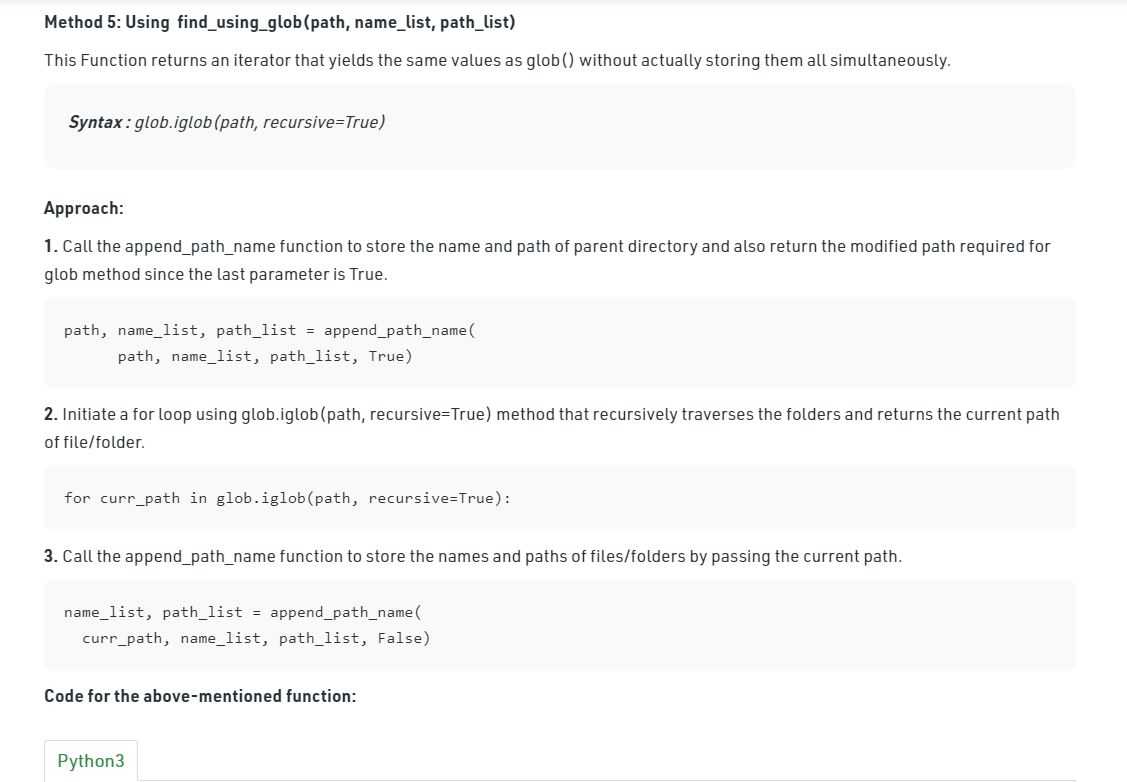 Method 5: Using  find_using_glob(path, name_list, path_list)
This Function returns an iterator that yields the same values as glob() without actually storing them all simultaneously.
Syntax : glob.iglob(path, recursive=True)
Approach:
1. Call the append_path_name function to store the name and path of parent directory and also return the modified path required for
glob method since the last parameter is True.
path, name_list, path_list = append_path_name(
      path, name_list, path_list, True)
2. Initiate a for loop using glob.iglob(path, recursive=True) method that recursively traverses the folders and returns the current path
of file/folder.
for curr_path in glob.iglob(path, recursive=True):
3. Call the append_path_name function to store the names and paths of files/folders by passing the current path.
name_list, path_list = append_path_name(
  curr_path, name_list, path_list, False)
Code for the above-mentioned function:
Python3